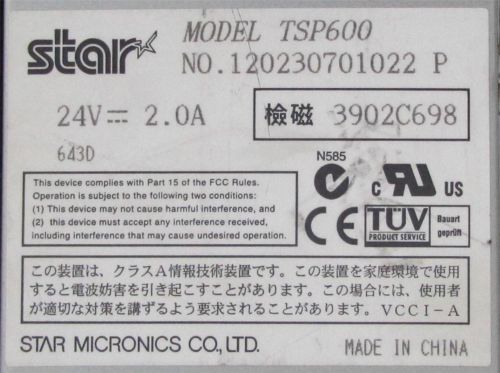 star
MODEL TSP600
NO.120230701022 P
24V⎓ 2.0A
檢磁 3902C698
643D
N585
c RU US
This device complies with Part 15 of the FCC Rules.
Operation is subject to the following two conditions:
(1) This device may not cause harmful interference, and
(2) this device must accept any interference received,
including interference that may cause undesired operation.
CE
TÜV
PRODUCT SERVICE
Bauart
geprüft
この装置は、クラスA情報技術装置です。この装置を家庭環境で使用
すると電波妨害を引き起こすことがあります。この場合には、使用者
が適切な対策を講ずるよう要求されることがあります。VCCI-A
STAR MICRONICS CO., LTD.
MADE IN CHINA